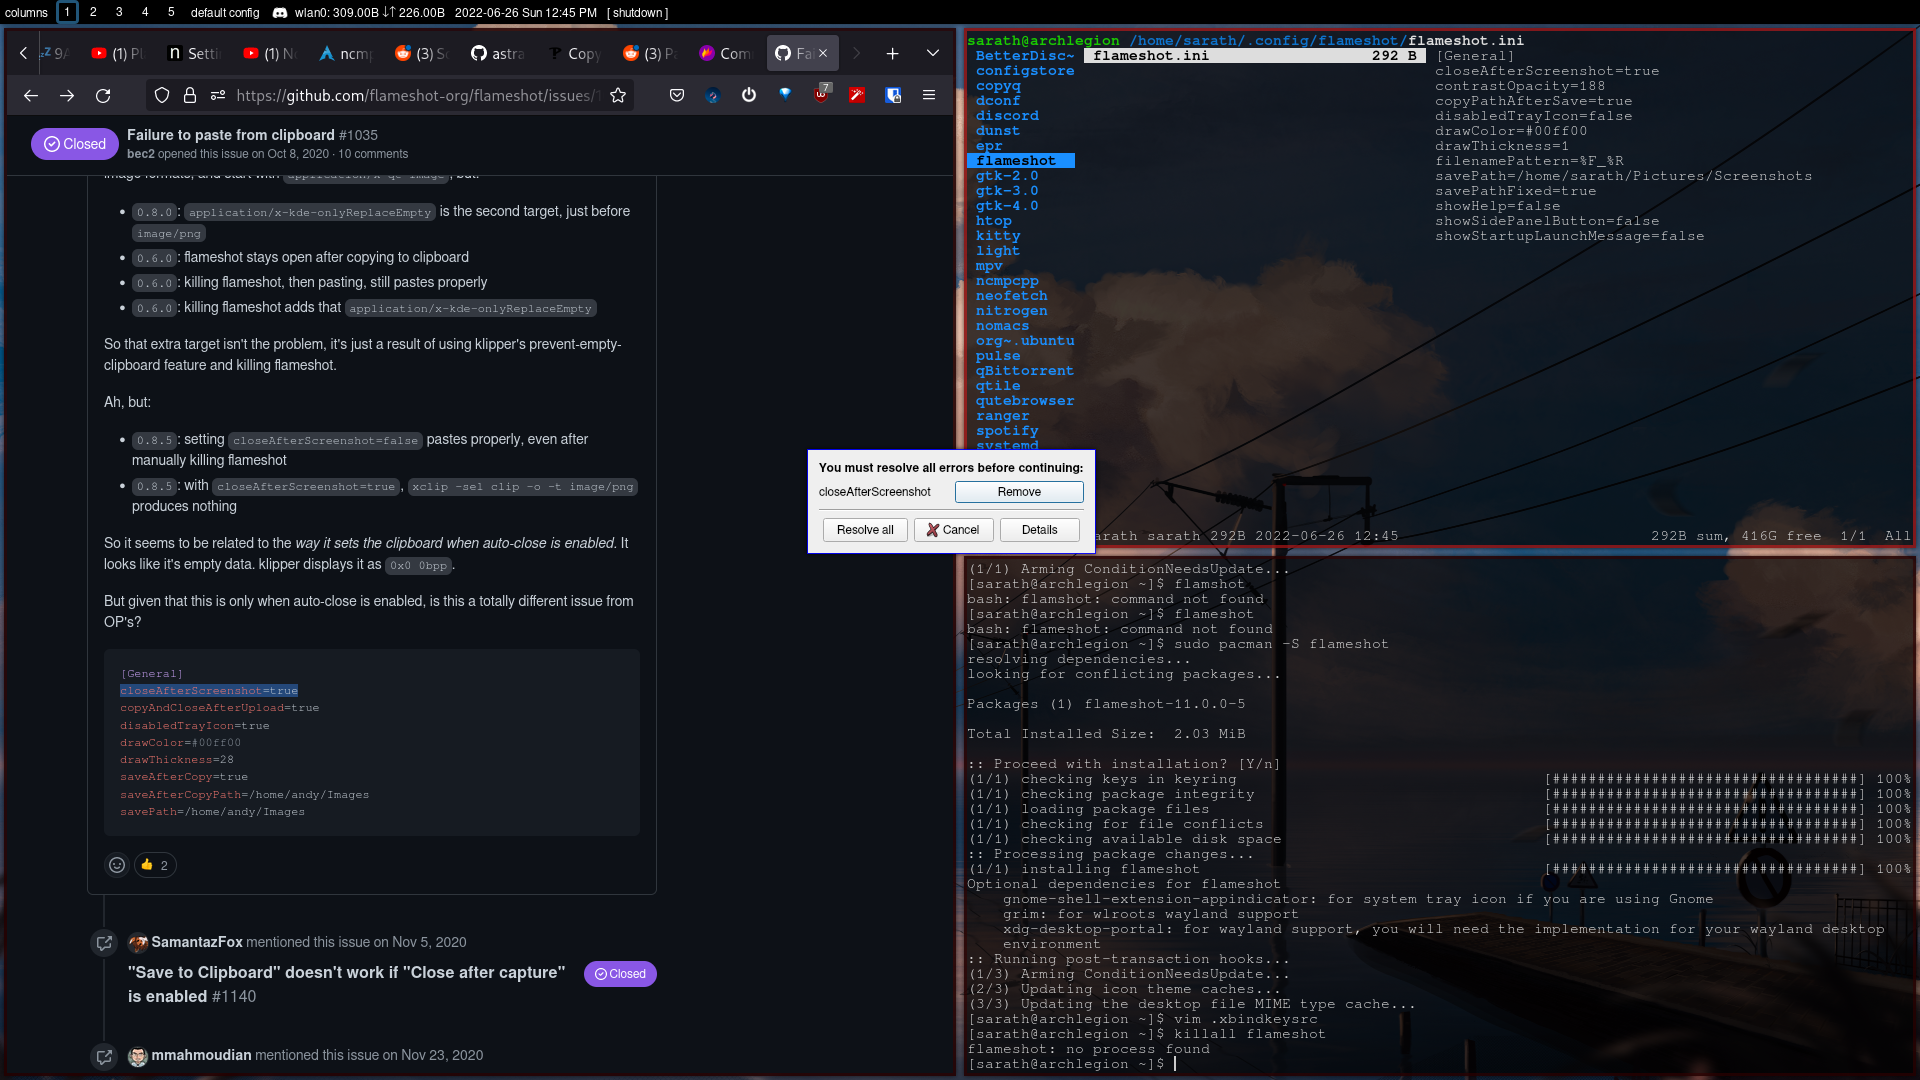 columns 1 2 3 4 5 default config wlan0: 309.00B ↓↑ 226.00B 2022-06-26 Sun 12:45 PM [ shutdown ]
(1) Setti (1) ncmp (3) astra Copy (3) Com
https://github.com/flameshot-org/flameshot/issues/ 7
Closed
Failure to paste from clipboard #1035
bec2 opened this issue on Oct 8, 2020 · 10 comments
image formats, and start with application/x-qt-image, but:
• 0.8.0: application/x-kde-onlyReplaceEmpty is the second target, just before
image/png
• 0.6.0: flameshot stays open after copying to clipboard
• 0.6.0: killing flameshot, then pasting, still pastes properly
• 0.6.0: killing flameshot adds that application/x-kde-onlyReplaceEmpty
So that extra target isn't the problem, it's just a result of using klipper's prevent-empty-
clipboard feature and killing flameshot.
Ah, but:
• 0.8.5: setting closeAfterScreenshot=false pastes properly, even after
manually killing flameshot
• 0.8.5: with closeAfterScreenshot=true, xclip -sel clip -o -t image/png
produces nothing
So it seems to be related to the way it sets the clipboard when auto-close is enabled. It
looks like it's empty data. klipper displays it as 0x0 0bpp.
But given that this is only when auto-close is enabled, is this a totally different issue from
OP's?
[General]
closeAfterScreenshot=true
copyAndCloseAfterUpload=true
disabledTrayIcon=true
drawColor=#00ff00
drawThickness=28
saveAfterCopy=true
saveAfterCopyPath=/home/andy/Images
savePath=/home/andy/Images
2
SamantazFox mentioned this issue on Nov 5, 2020
"Save to Clipboard" doesn't work if "Close after capture"
is enabled #1140
Closed
mmahmoudian mentioned this issue on Nov 23, 2020
sarath@archlegion /home/sarath/.config/flameshot/flameshot.ini
BetterDisc~
configstore
copyq
dconf
discord
dunst
epr
flameshot
gtk-2.0
gtk-3.0
gtk-4.0
htop
kitty
light
mpv
ncmpcpp
neofetch
nitrogen
nomacs
org~.ubuntu
pulse
qBittorrent
qtile
qutebrowser
ranger
spotify
systemd
flameshot.ini 292 B
[General]
closeAfterScreenshot=true
contrastOpacity=188
copyPathAfterSave=true
disabledTrayIcon=false
drawColor=#00ff00
drawThickness=1
filenamePattern=%F_%R
savePath=/home/sarath/Pictures/Screenshots
savePathFixed=true
showHelp=false
showSidePanelButton=false
showStartupLaunchMessage=false
arath sarath 292B 2022-06-26 12:45 292B sum, 416G free 1/1 All
You must resolve all errors before continuing:
closeAfterScreenshot Remove
Resolve all Cancel Details
(1/1) Arming ConditionNeedsUpdate...
[sarath@archlegion ~]$ flamshot
bash: flamshot: command not found
[sarath@archlegion ~]$ flameshot
bash: flameshot: command not found
[sarath@archlegion ~]$ sudo pacman -S flameshot
resolving dependencies...
looking for conflicting packages...
Packages (1) flameshot-11.0.0-5
Total Installed Size: 2.03 MiB
:: Proceed with installation? [Y/n]
(1/1) checking keys in keyring [##################################] 100%
(1/1) checking package integrity [##################################] 100%
(1/1) loading package files [##################################] 100%
(1/1) checking for file conflicts [##################################] 100%
(1/1) checking available disk space [##################################] 100%
:: Processing package changes...
(1/1) installing flameshot [##################################] 100%
Optional dependencies for flameshot
gnome-shell-extension-appindicator: for system tray icon if you are using Gnome
grim: for wlroots wayland support
xdg-desktop-portal: for wayland support, you will need the implementation for your wayland desktop
environment
:: Running post-transaction hooks...
(1/3) Arming ConditionNeedsUpdate...
(2/3) Updating icon theme caches...
(3/3) Updating the desktop file MIME type cache...
[sarath@archlegion ~]$ vim .xbindkeysrc
[sarath@archlegion ~]$ killall flameshot
flameshot: no process found
[sarath@archlegion ~]$